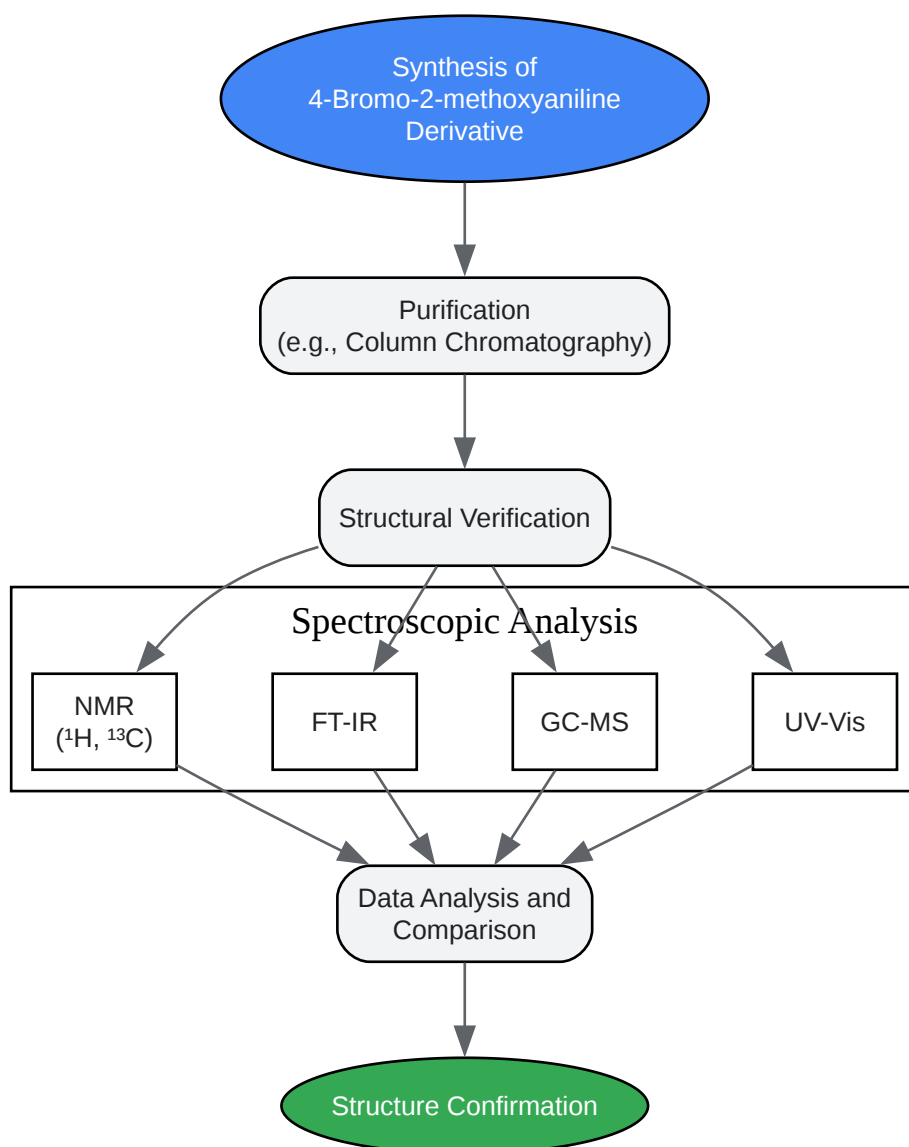 Synthesis of
4-Bromo-2-methoxyaniline
Derivative
Purification
(e.g., Column Chromatography)
Structural Verification
Spectroscopic Analysis
NMR
(¹H, ¹³C)
FT-IR
GC-MS
UV-Vis
Data Analysis and
Comparison
Structure Confirmation